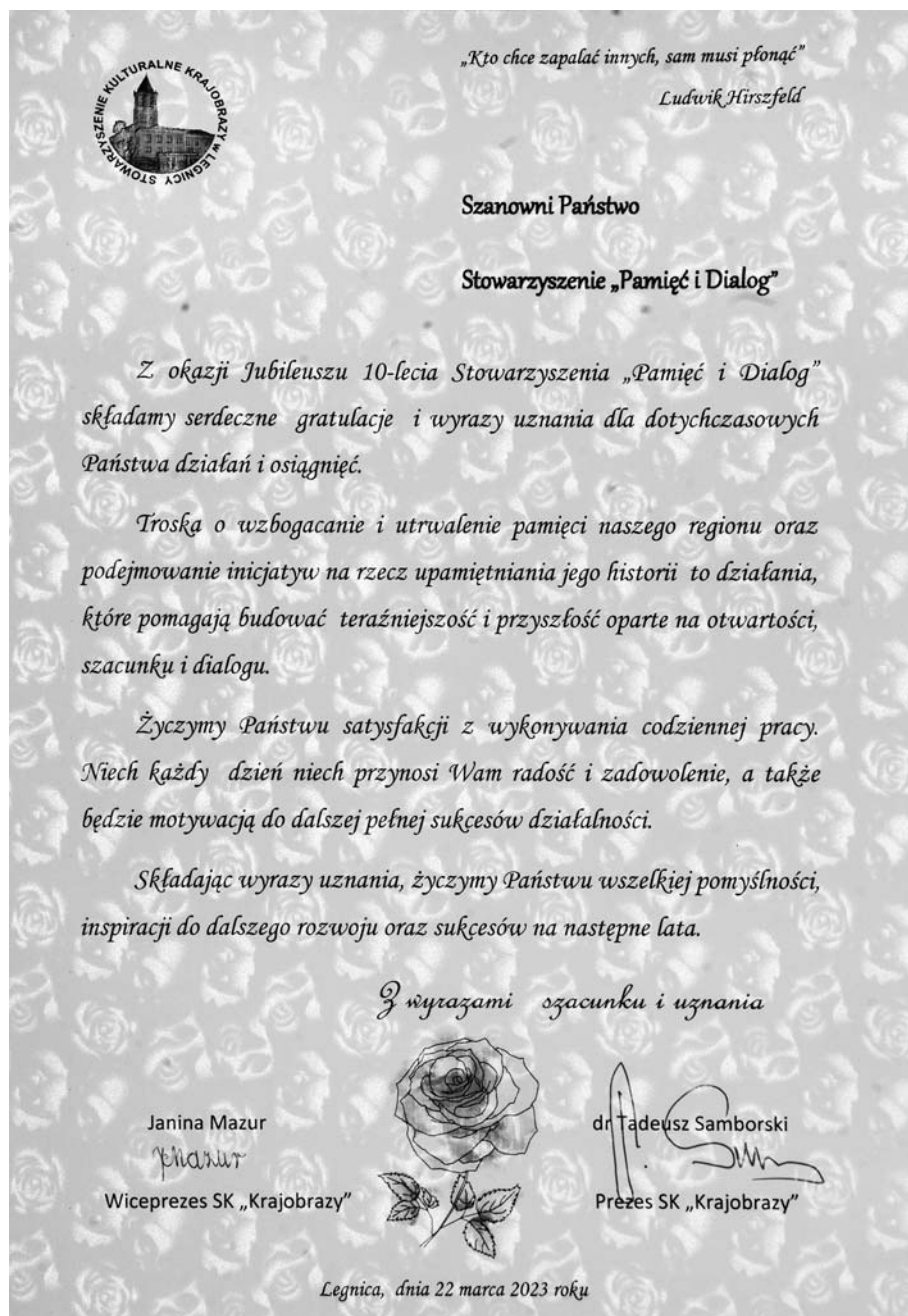 STOWARZYSZENIE KULTURALNE KRAJOBRAZY W LEGNICY
„Kto chce zapalać innych, sam musi płonąć”
Ludwik Hirszfeld
Szanowni Państwo
Stowarzyszenie „Pamięć i Dialog”
Z okazji Jubileuszu 10-lecia Stowarzyszenia „Pamięć i Dialog”
składamy serdeczne gratulacje i wyrazy uznania dla dotychczasowych
Państwa działań i osiągnięć.
Troska o wzbogacanie i utrwalenie pamięci naszego regionu oraz
podejmowanie inicjatyw na rzecz upamiętniania jego historii to działania,
które pomagają budować teraźniejszość i przyszłość oparte na otwartości,
szacunku i dialogu.
Życzymy Państwu satysfakcji z wykonywania codziennej pracy.
Niech każdy dzień niech przynosi Wam radość i zadowolenie, a także
będzie motywacją do dalszej pełnej sukcesów działalności.
Składając wyrazy uznania, życzymy Państwu wszelkiej pomyślności,
inspiracji do dalszego rozwoju oraz sukcesów na następne lata.
Z wyrazami szacunku i uznania
Janina Mazur
JMazur
Wiceprezes SK „Krajobrazy”
dr Tadeusz Samborski
Prezes SK „Krajobrazy”
Legnica, dnia 22 marca 2023 roku